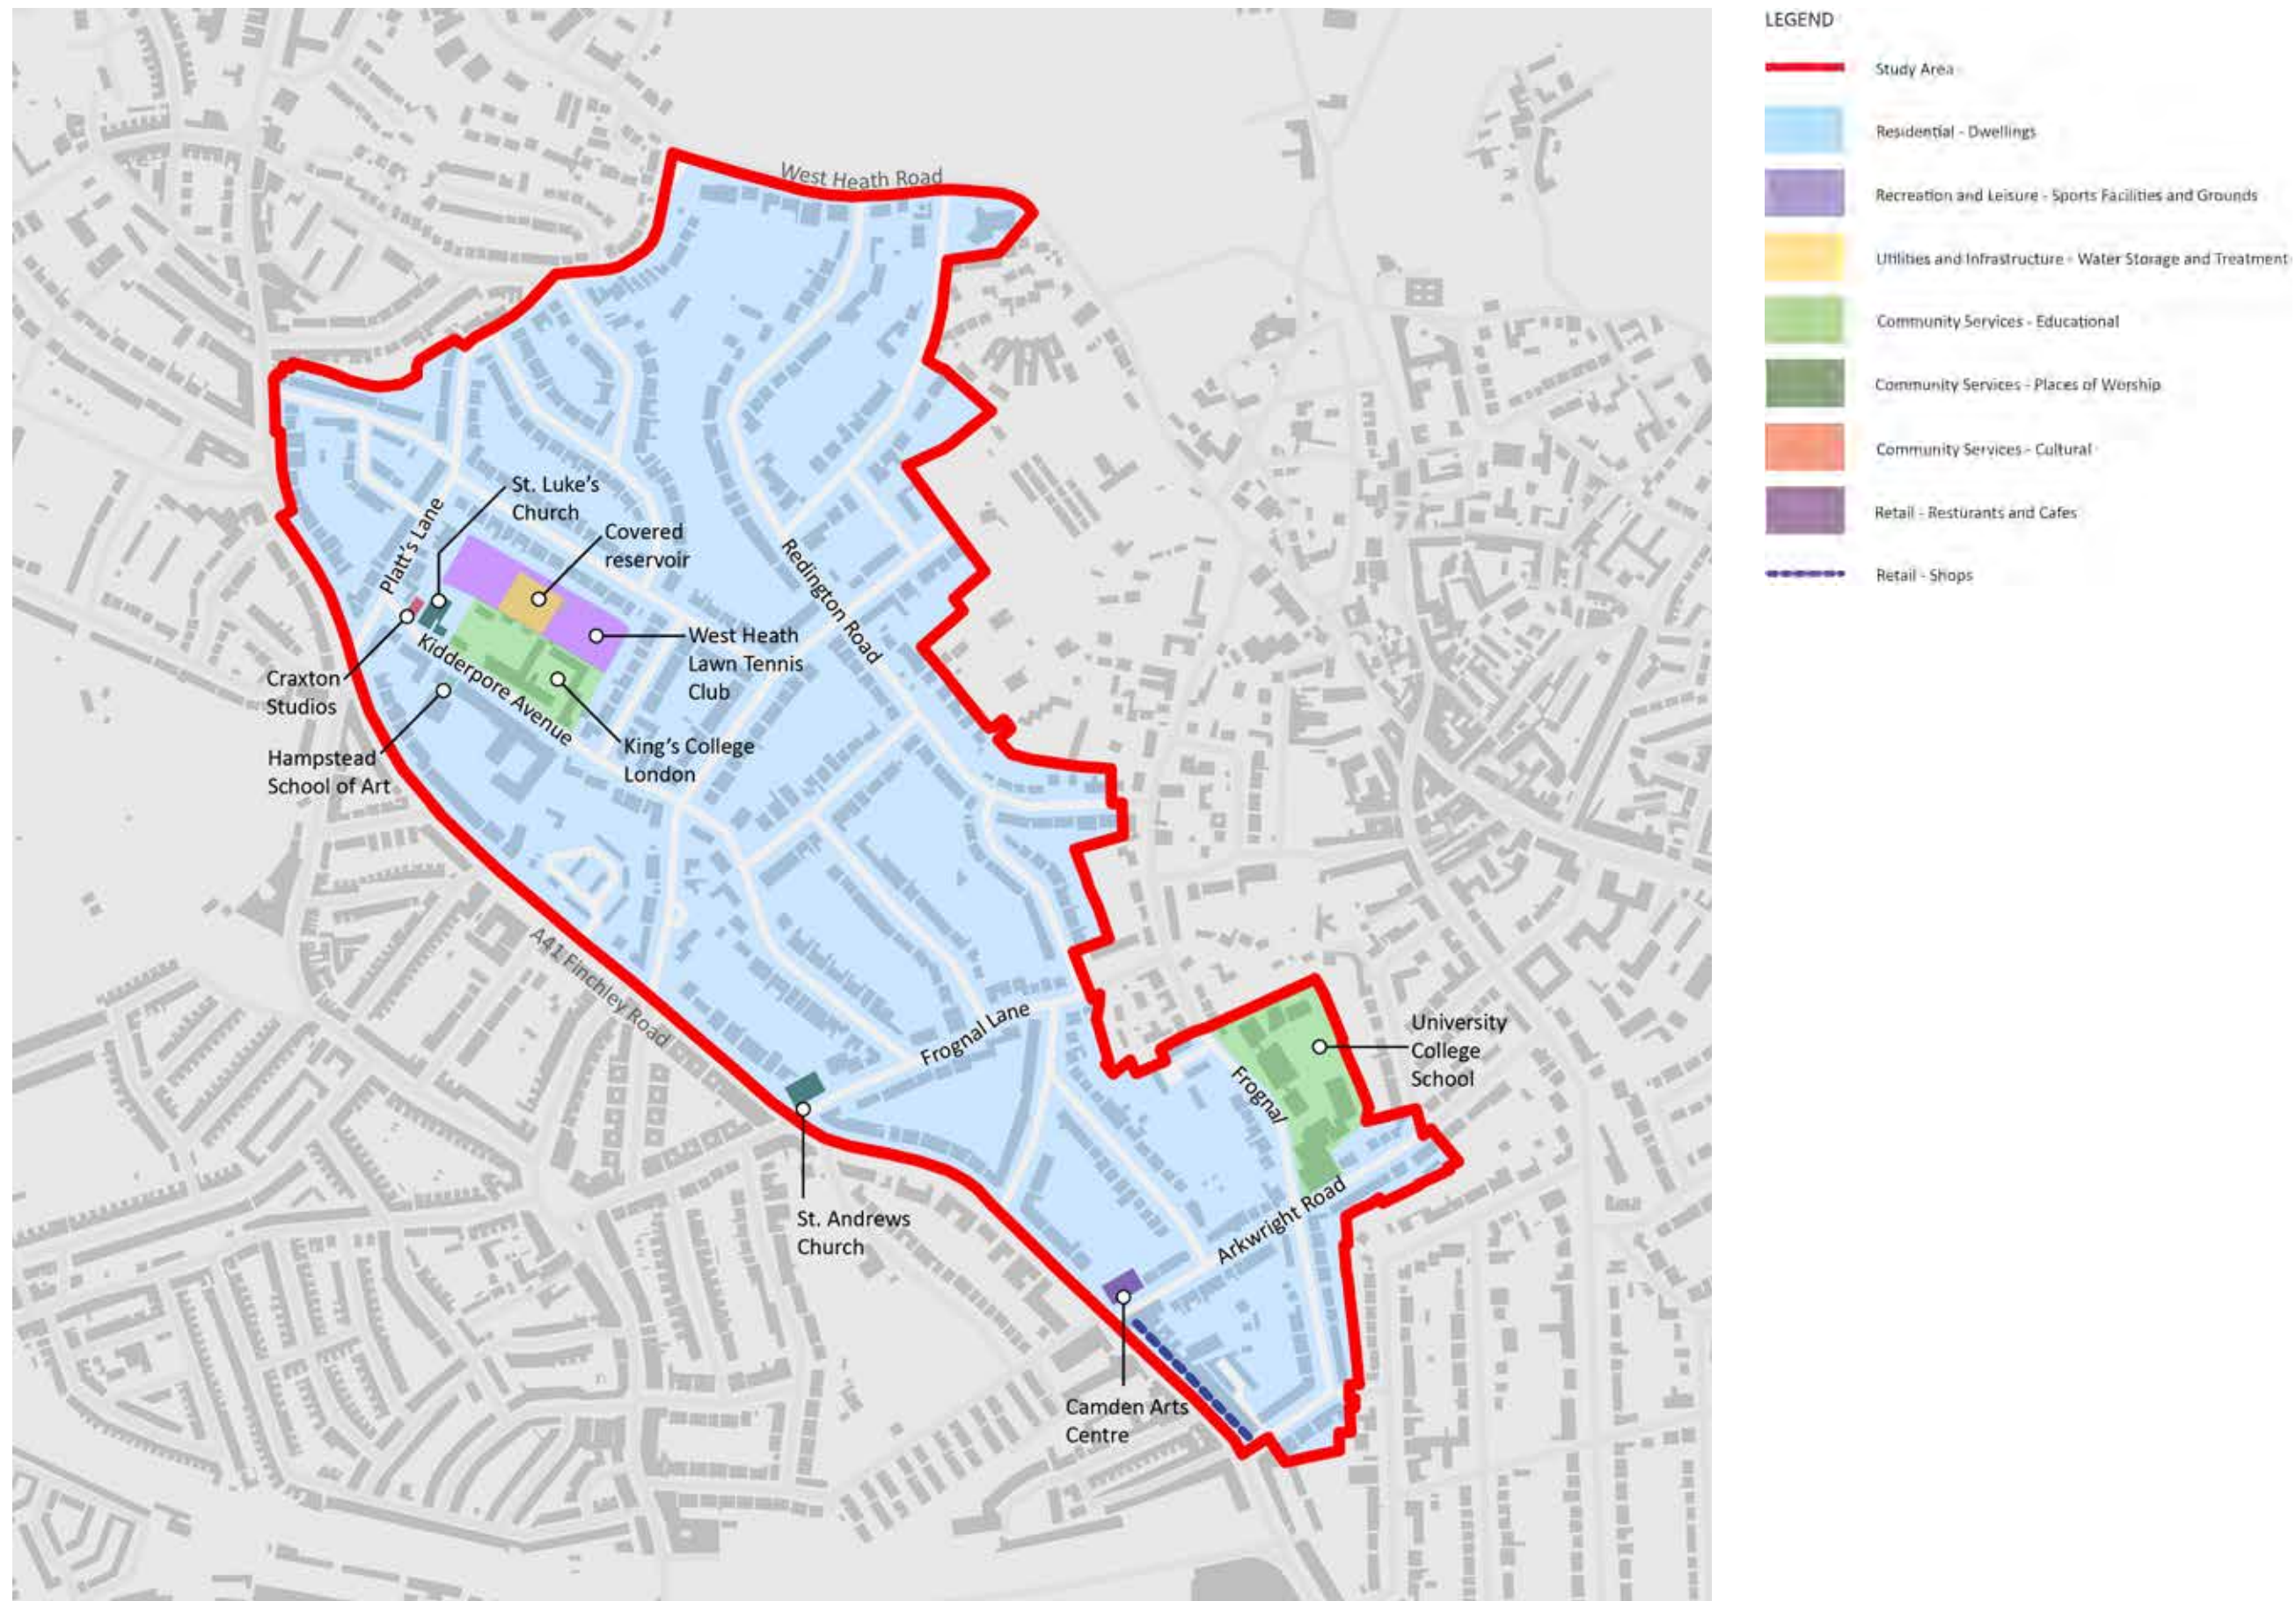 West Heath Road
St. Luke's
Church
Covered
reservoir
Platt's Lane
Redington Road
West Heath
Lawn Tennis
Club
Kidderpore Avenue
Craxton
Studios
King's College
London
Hampstead
School of Art
A41 Finchley Road
Frognal Lane
University
College
School
Frognal
St. Andrews
Church
Arkwright Road
Camden Arts
Centre
LEGEND
Study Area
Residential - Dwellings
Recreation and Leisure - Sports Facilities and Grounds
Utilities and Infrastructure - Water Storage and Treatment
Community Services - Educational
Community Services - Places of Worship
Community Services - Cultural
Retail - Resturants and Cafes
Retail - Shops